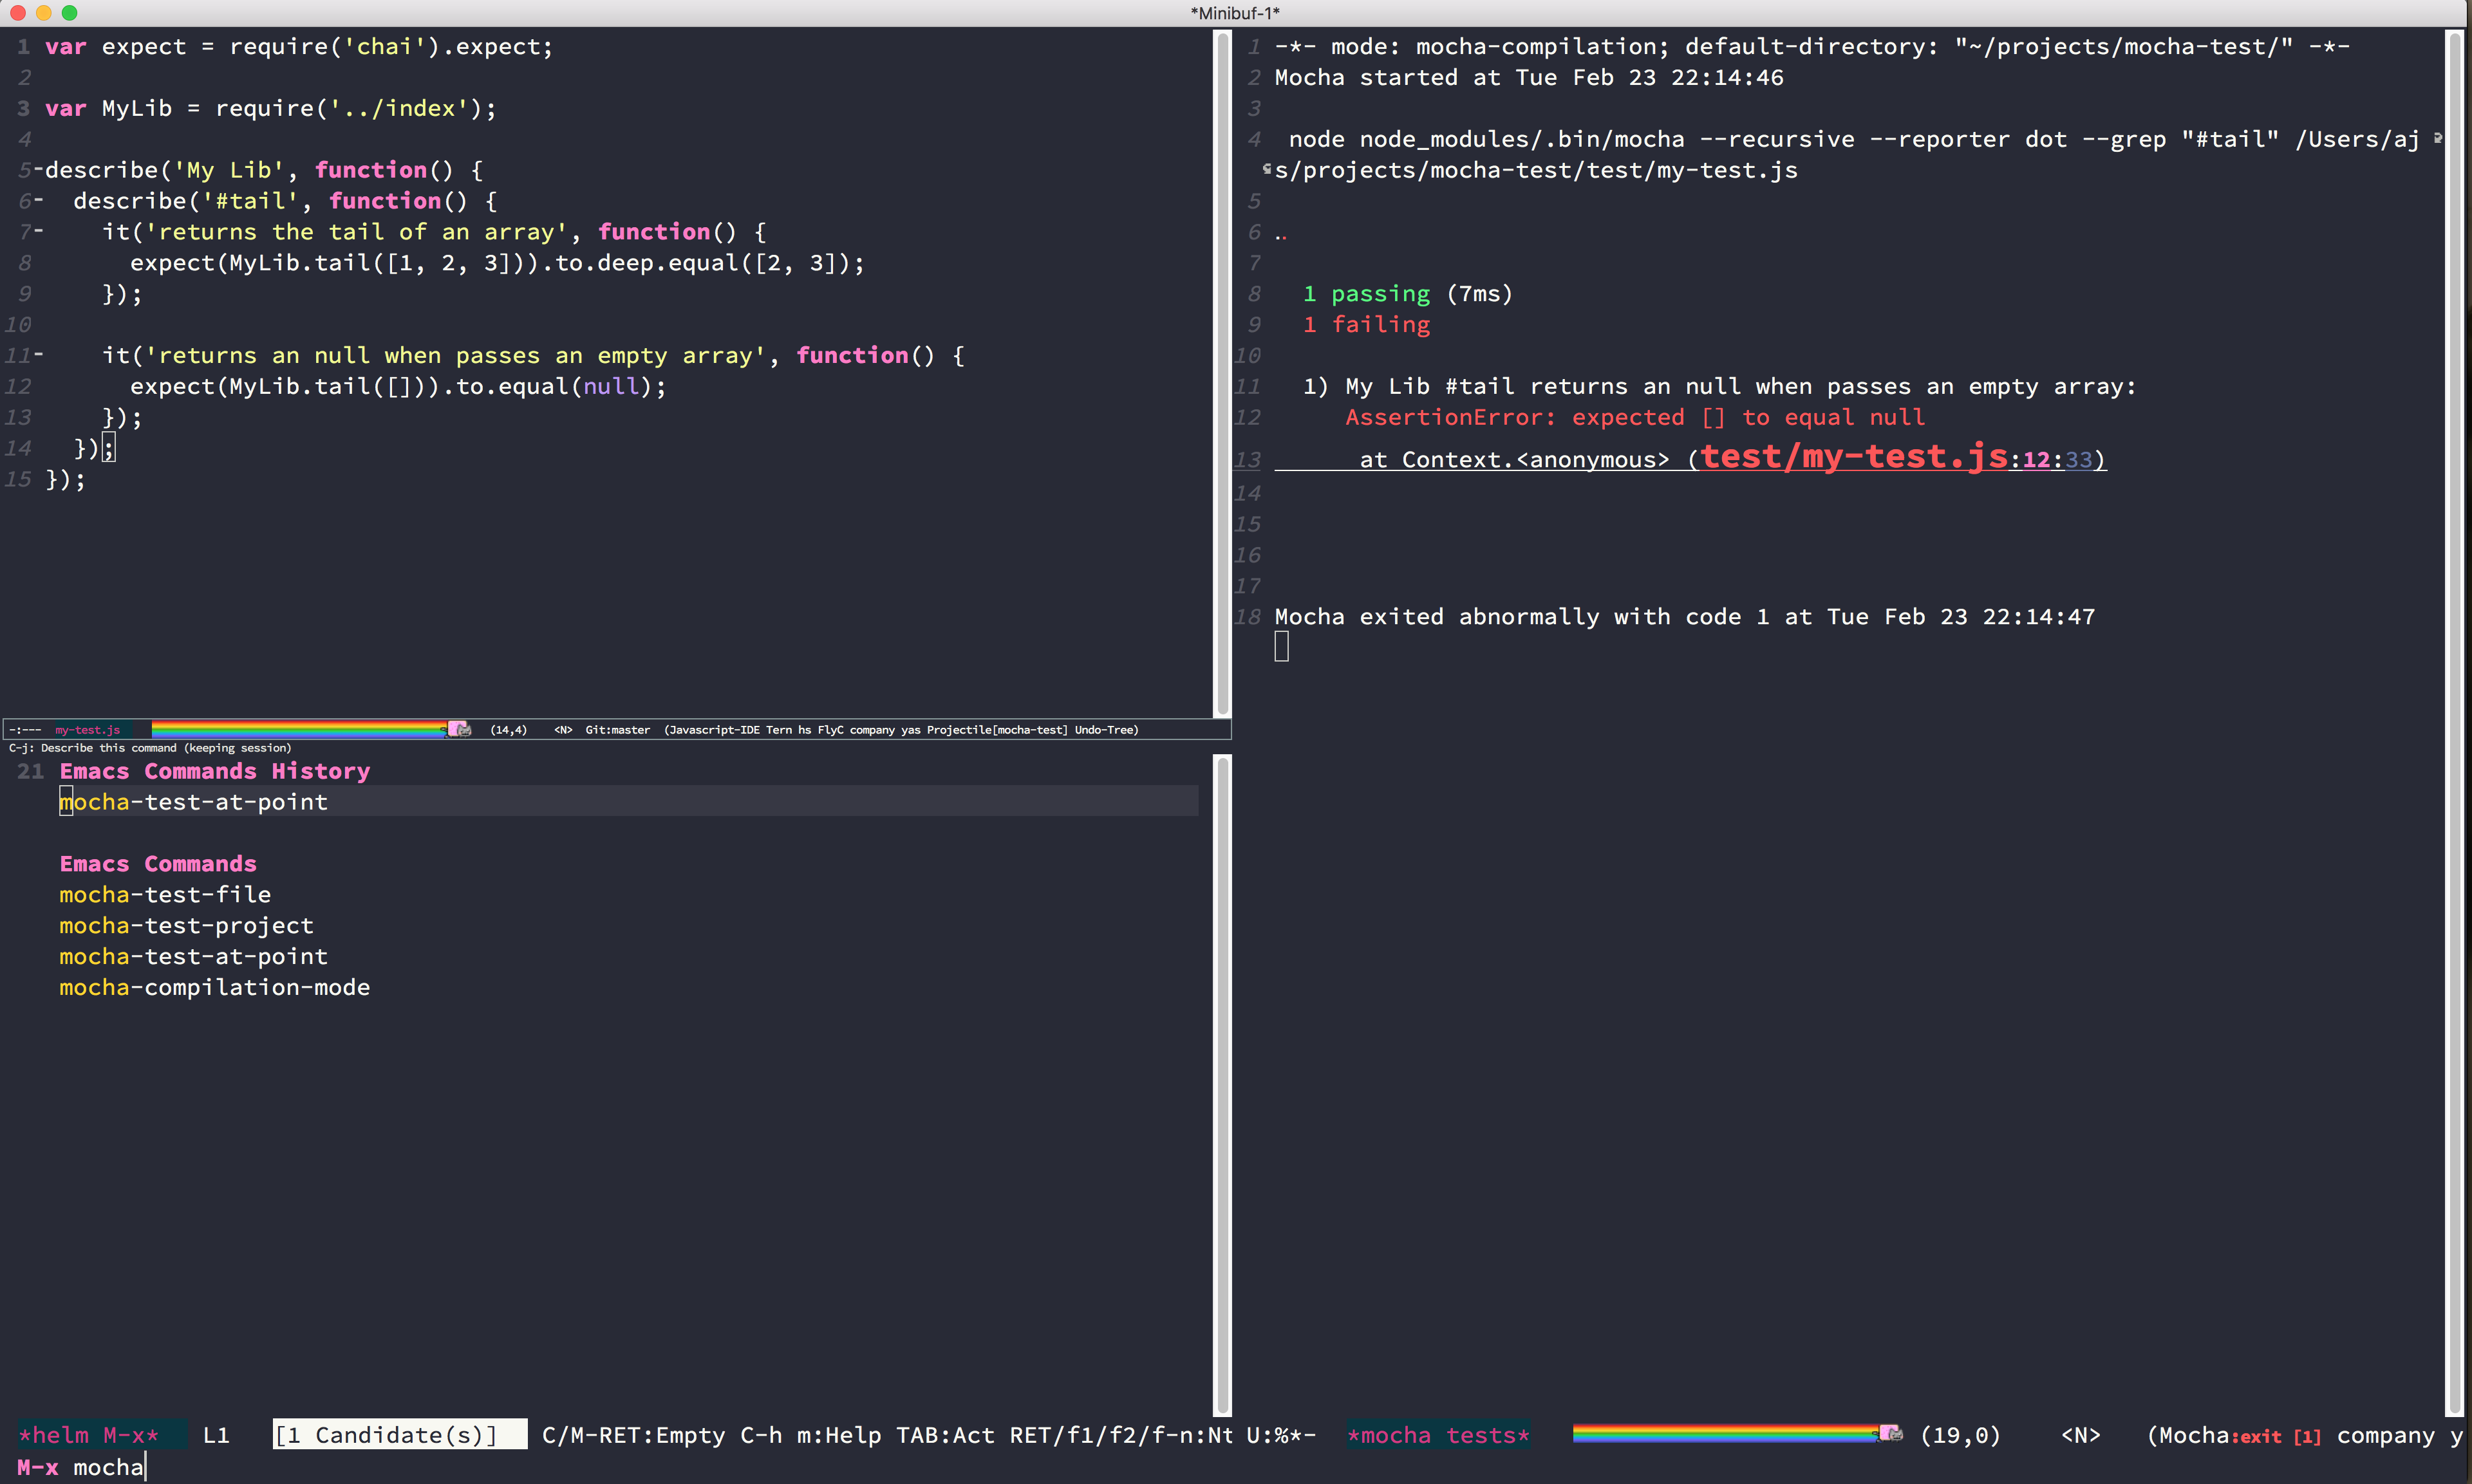 *Minibuf-1*
1 var expect = require('chai').expect;
2
3 var MyLib = require('../index');
4
5-describe('My Lib', function() {
6-  describe('#tail', function() {
7-    it('returns the tail of an array', function() {
8      expect(MyLib.tail([1, 2, 3])).to.deep.equal([2, 3]);
9    });
10
11-    it('returns an null when passes an empty array', function() {
12      expect(MyLib.tail([])).to.equal(null);
13    });
14  });
15 });
-:---  my-test.js  (14,4)  <N>  Git:master  (Javascript-IDE Tern hs FlyC company yas Projectile[mocha-test] Undo-Tree)
C-j: Describe this command (keeping session)
21 Emacs Commands History
mocha-test-at-point
Emacs Commands
mocha-test-file
mocha-test-project
mocha-test-at-point
mocha-compilation-mode
*helm M-x*  L1  [1 Candidate(s)]  C/M-RET:Empty C-h m:Help TAB:Act RET/f1/f2/f-n:Nt U:%*-
M-x mocha
1 -*- mode: mocha-compilation; default-directory: "~/projects/mocha-test/" -*-
2 Mocha started at Tue Feb 23 22:14:46
3
4  node node_modules/.bin/mocha --recursive --reporter dot --grep "#tail" /Users/aj
s/projects/mocha-test/test/my-test.js
5
6 ..
7
8   1 passing (7ms)
9   1 failing
10
11   1) My Lib #tail returns an null when passes an empty array:
12      AssertionError: expected [] to equal null
13       at Context.<anonymous> (test/my-test.js:12:33)
14
15
16
17
18 Mocha exited abnormally with code 1 at Tue Feb 23 22:14:47
*mocha tests*  (19,0)  <N>  (Mocha:exit [1] company y